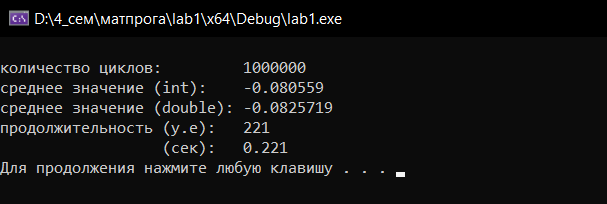 D:\4_сем\матпрога\lab1\x64\Debug\lab1.exe
количество циклов: 1000000
среднее значение (int): -0.080559
среднее значение (double): -0.0825719
продолжительность (у.е): 221
(сек): 0.221
Для продолжения нажмите любую клавишу . . .